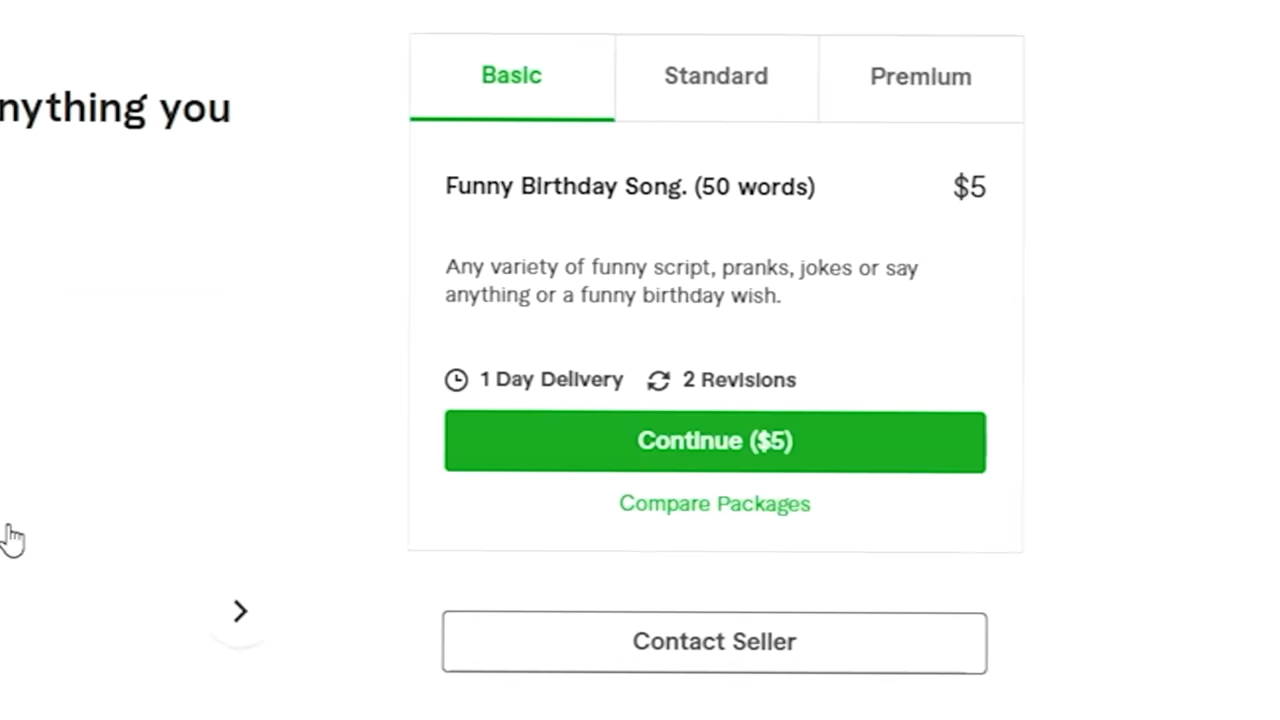 nything you
Basic
Standard
Premium
Funny Birthday Song. (50 words)
$5
Any variety of funny script, pranks, jokes or say
anything or a funny birthday wish.
1 Day Delivery
2 Revisions
Continue ($5)
Compare Packages
Contact Seller